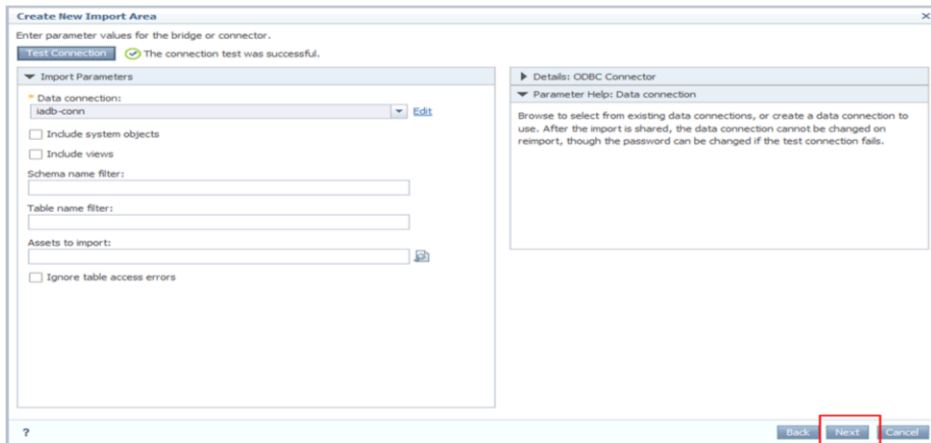 Create New Import Area
×
Enter parameter values for the bridge or connector.
Test Connection The connection test was successful.
Import Parameters
* Data connection:
iadb-conn Edit
Include system objects
Include views
Schema name filter:
Table name filter:
Assets to import:
Ignore table access errors
Details: ODBC Connector
Parameter Help: Data connection
Browse to select from existing data connections, or create a data connection to
use. After the import is shared, the data connection cannot be changed on
reimport, though the password can be changed if the test connection fails.
? Back Next Cancel